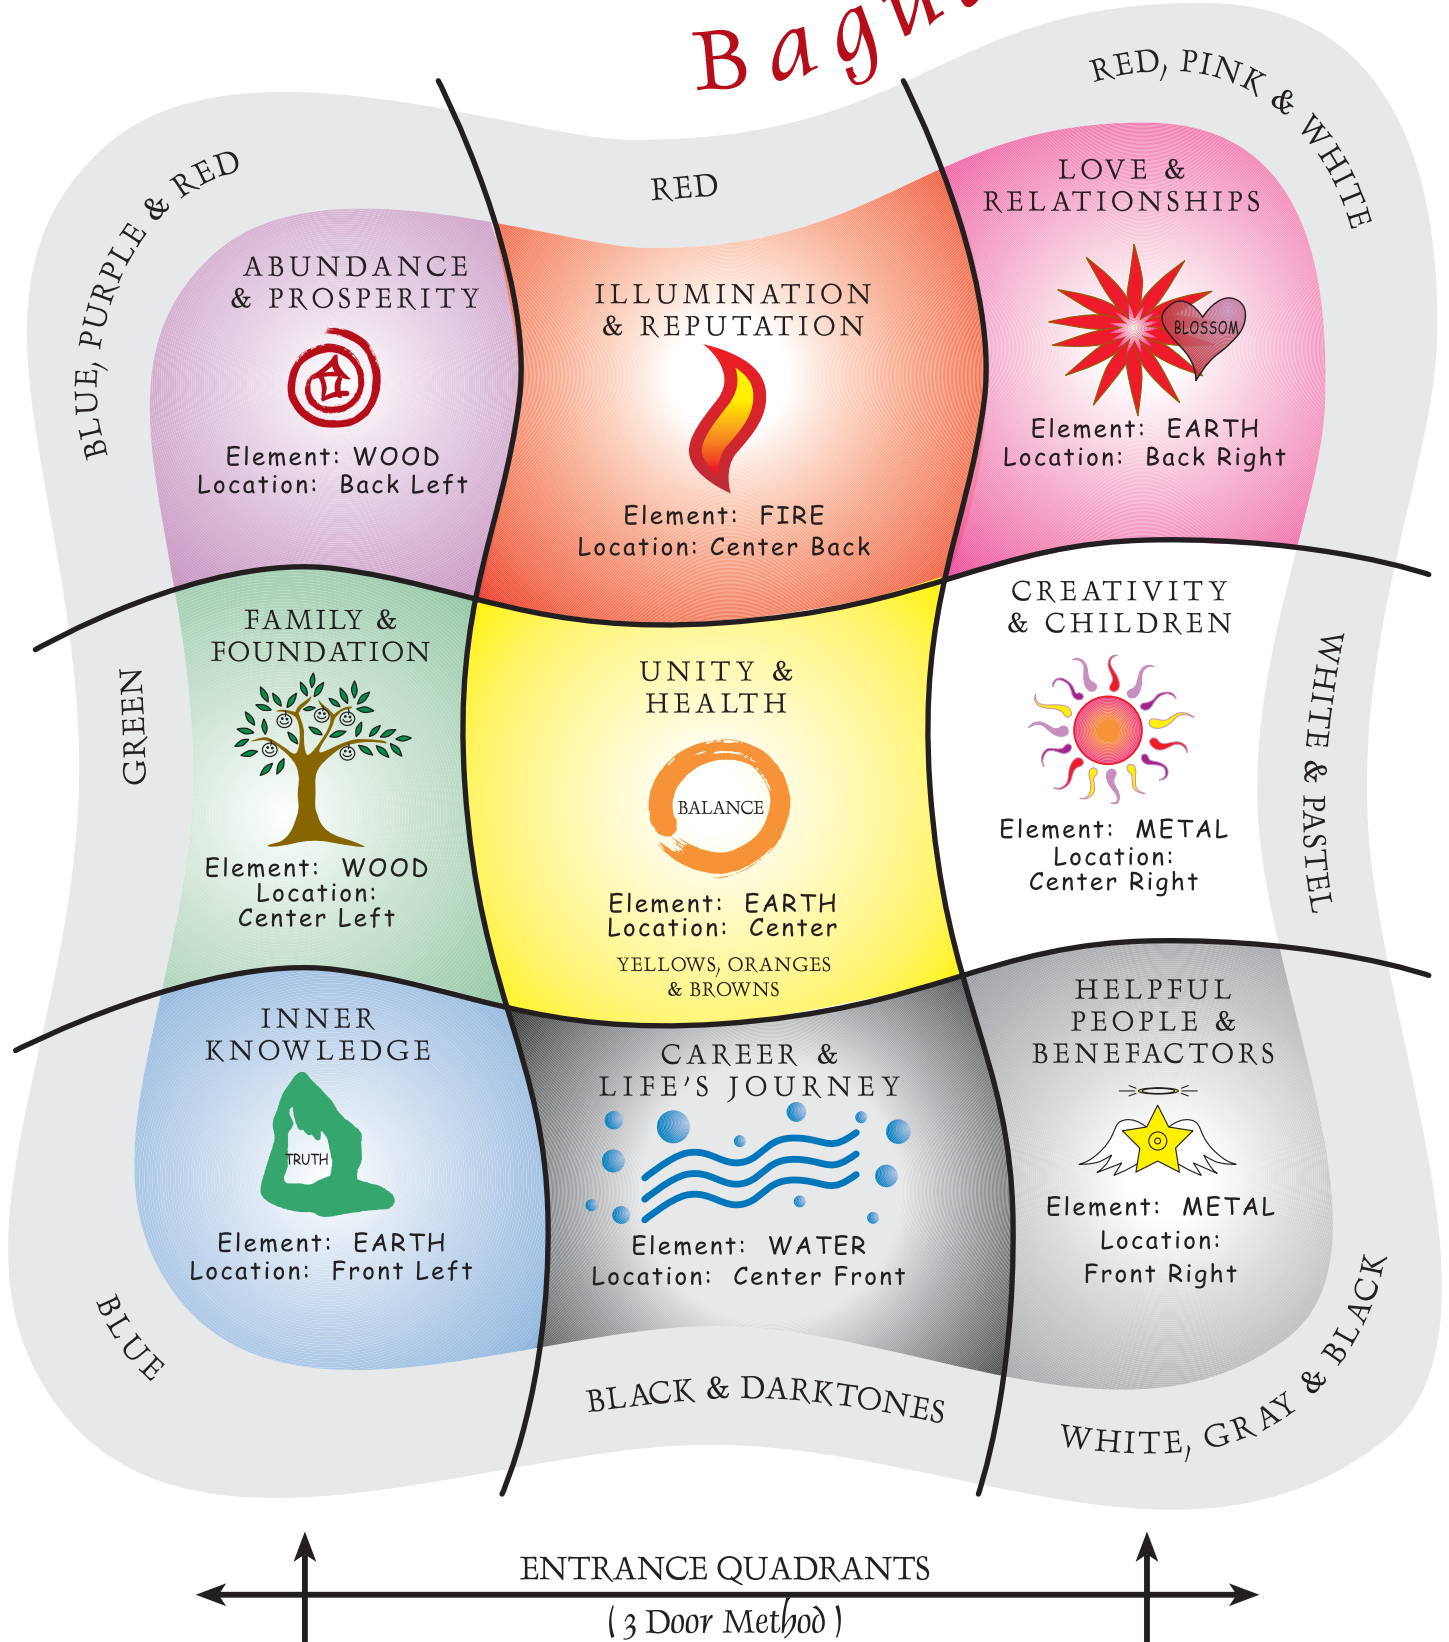 RED, PINK & WHITE
BLUE, PURPLE & RED
RED
LOVE &
RELATIONSHIPS
BLOSSOM
Element: EARTH
Location: Back Right
ABUNDANCE
& PROSPERITY
Element: WOOD
Location: Back Left
ILLUMINATION
& REPUTATION
Element: FIRE
Location: Center Back
GREEN
FAMILY &
FOUNDATION
Element: WOOD
Location:
Center Left
UNITY &
HEALTH
BALANCE
Element: EARTH
Location: Center
YELLOWS, ORANGES
& BROWNS
CREATIVITY
& CHILDREN
Element: METAL
Location:
Center Right
WHITE & PASTEL
INNER
KNOWLEDGE
TRUTH
Element: EARTH
Location: Front Left
CAREER &
LIFE'S JOURNEY
Element: WATER
Location: Center Front
HELPFUL
PEOPLE &
BENEFACTORS
Element: METAL
Location:
Front Right
BLUE
BLACK & DARKTONES
WHITE, GRAY & BLACK
ENTRANCE QUADRANTS
( 3 Door Method )